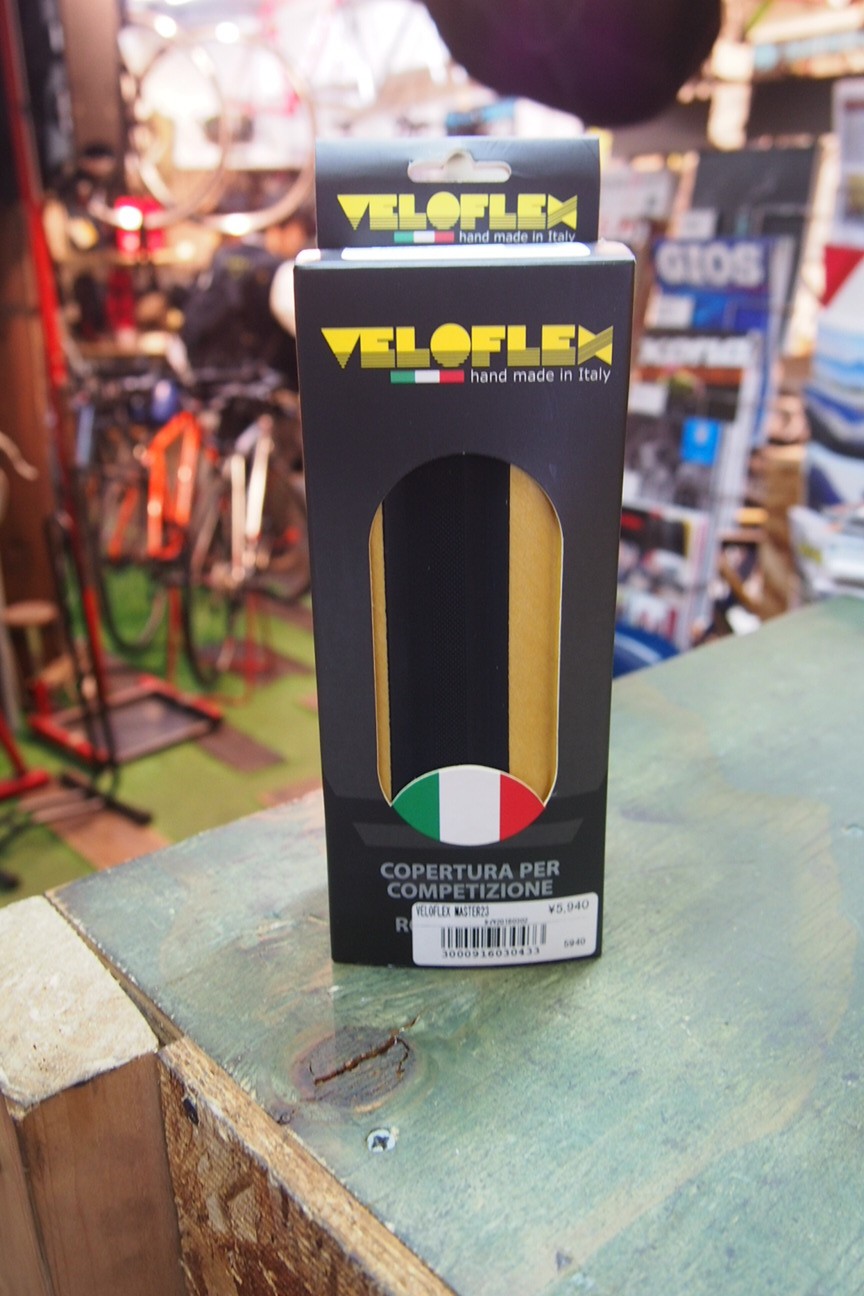 VELOFLEX
hand made in Italy
VELOFLEX
hand made in Italy
GIOS
kona
COPERTURA PER
COMPETIZIONE
VELOFLEX MASTER23 ¥5,940
5940
3000916030433